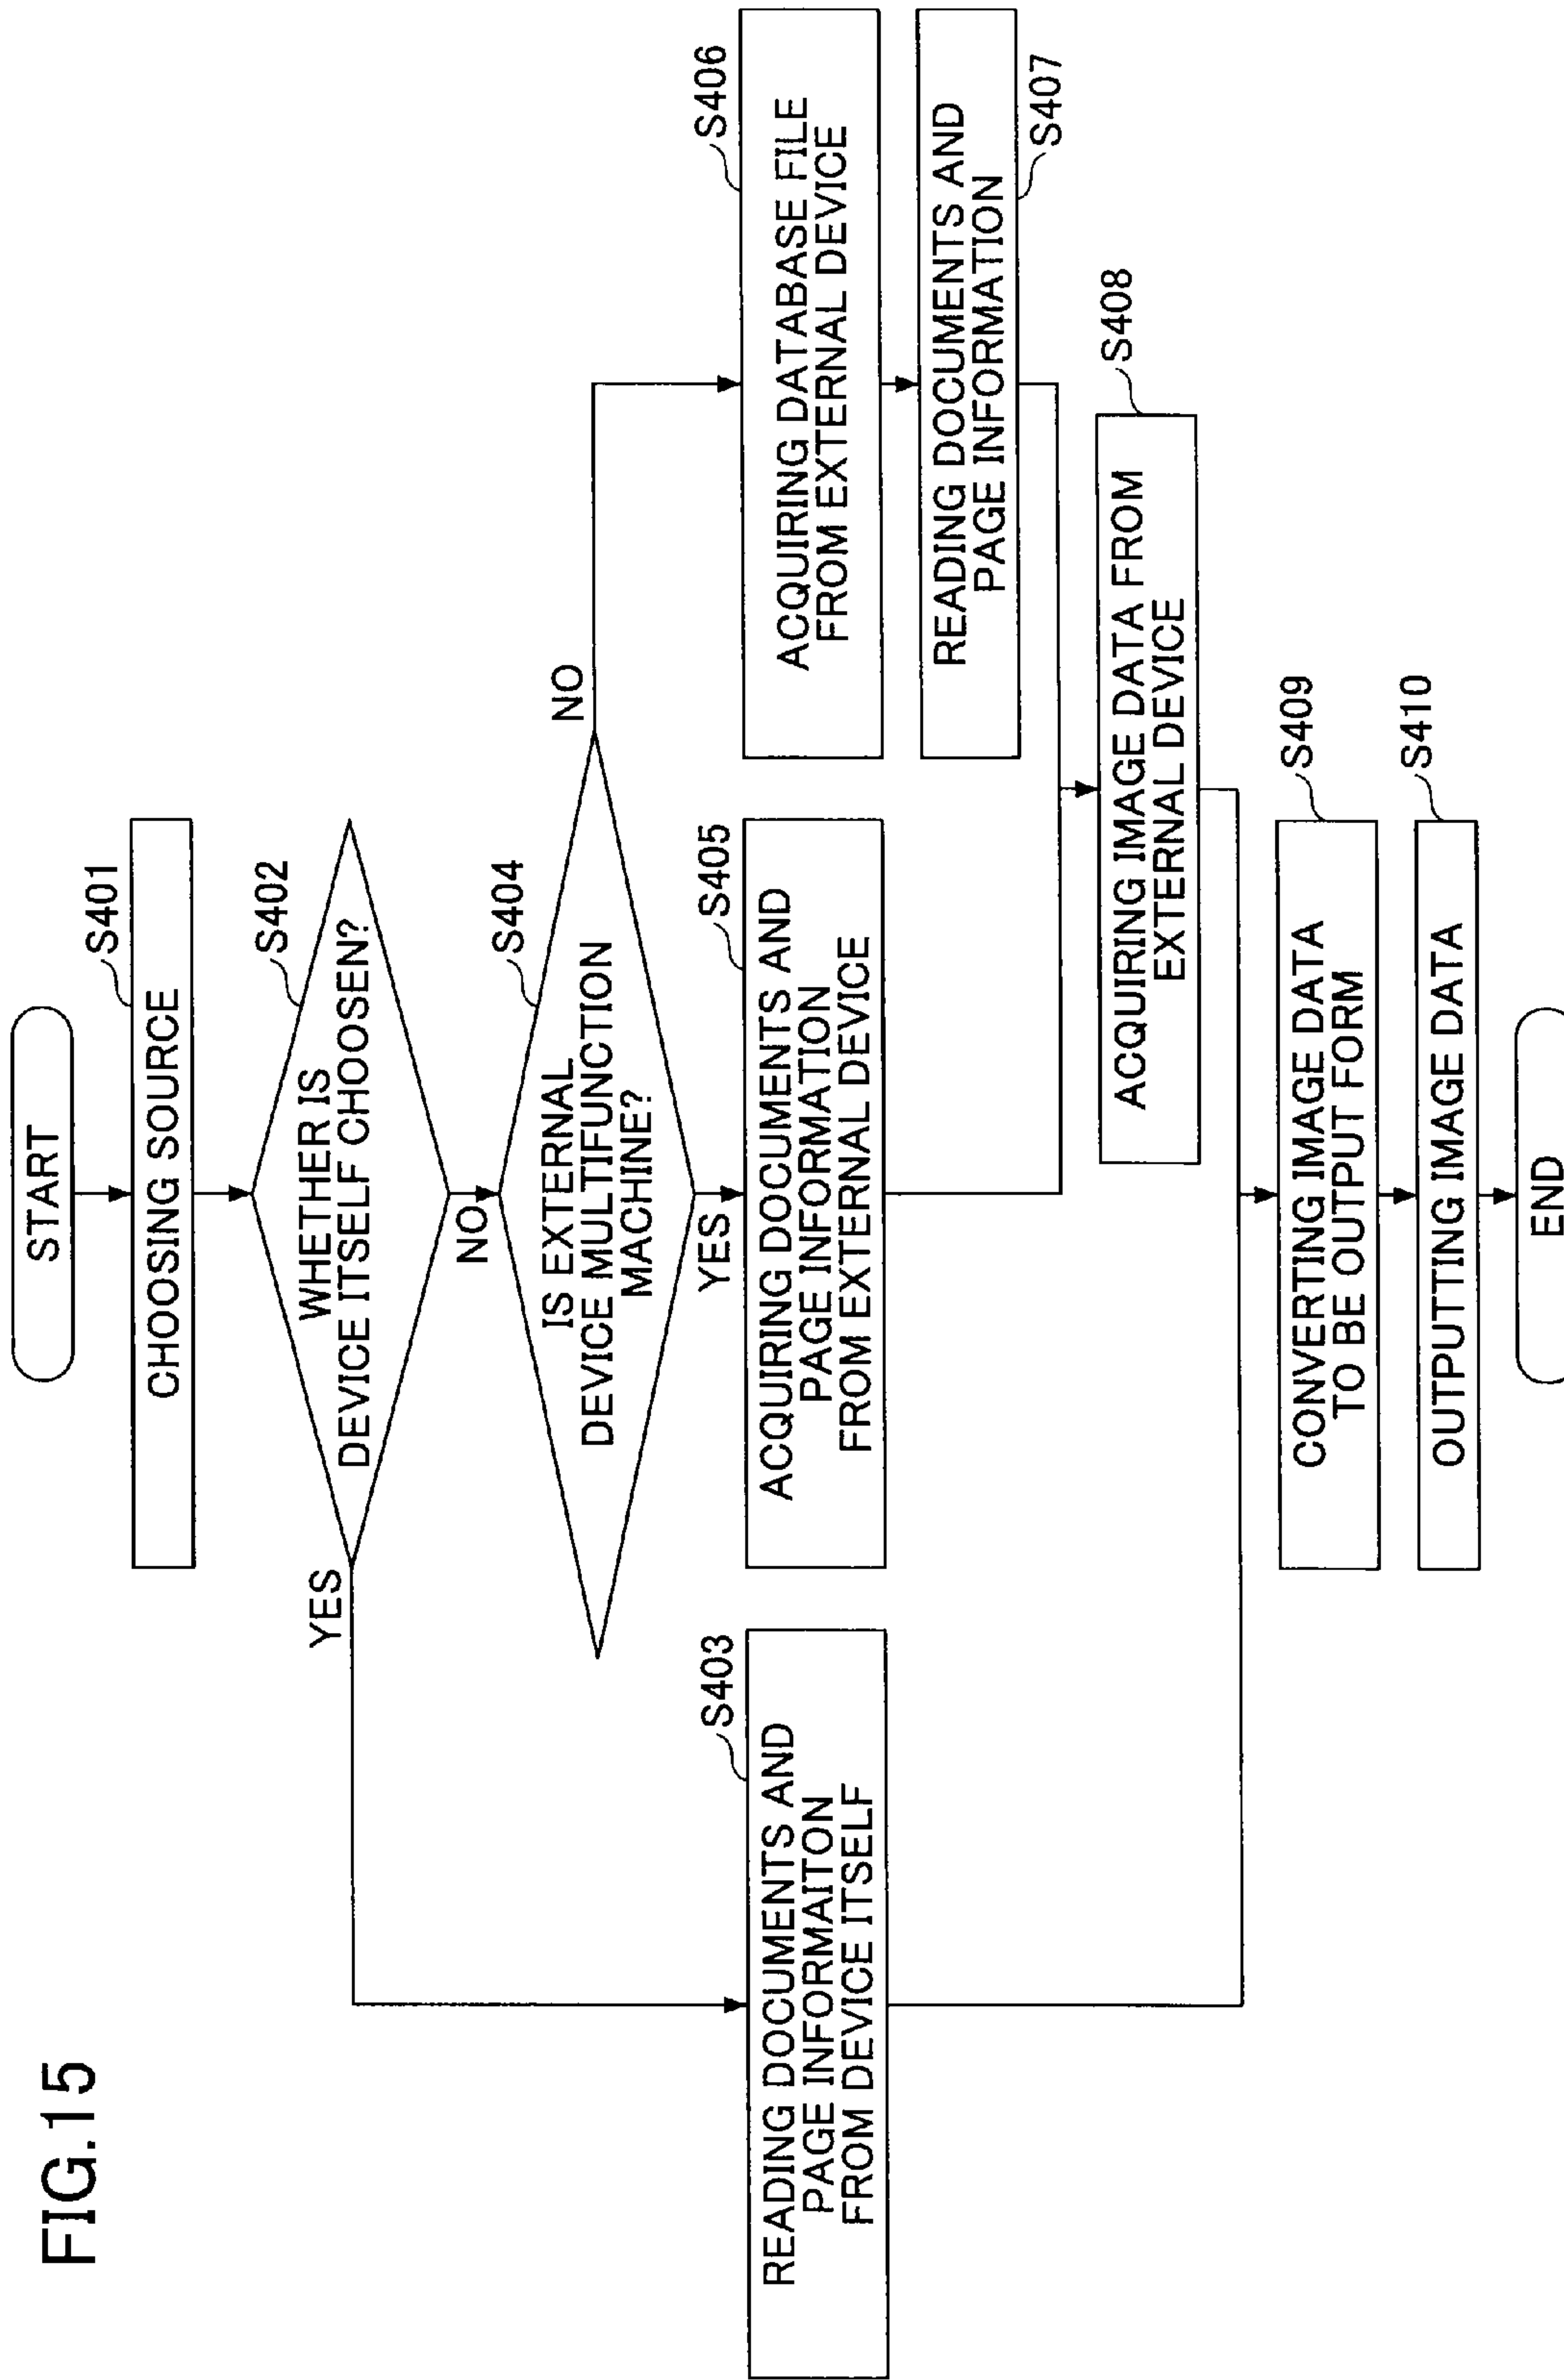 FIG.15
START
S401
CHOOSING SOURCE
S402
WHETHER IS
DEVICE ITSELF CHOOSEN?
YES
NO
S404
IS EXTERNAL
DEVICE MULTIFUNCTION
MACHINE?
NO
YES
S403
READING DOCUMENTS AND
PAGE INFORMAITON
FROM DEVICE ITSELF
S405
ACQUIRING DOCUMENTS AND
PAGE INFORMATION
FROM EXTERNAL DEVICE
S406
ACQUIRING DATABASE FILE
FROM EXTERNAL DEVICE
READING DOCUMENTS AND
PAGE INFORMATION
S407
S408
ACQUIRING IMAGE DATA FROM
EXTERNAL DEVICE
S409
CONVERTING IMAGE DATA
TO BE OUTPUT FORM
S410
OUTPUTTING IMAGE DATA
END